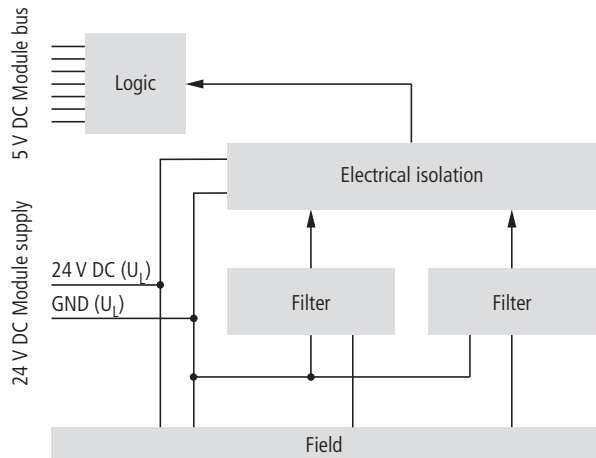 5 V DC Module bus
Logic
Electrical isolation
24 V DC Module supply
24 V DC (UL)
GND (UL)
Filter
Filter
Field